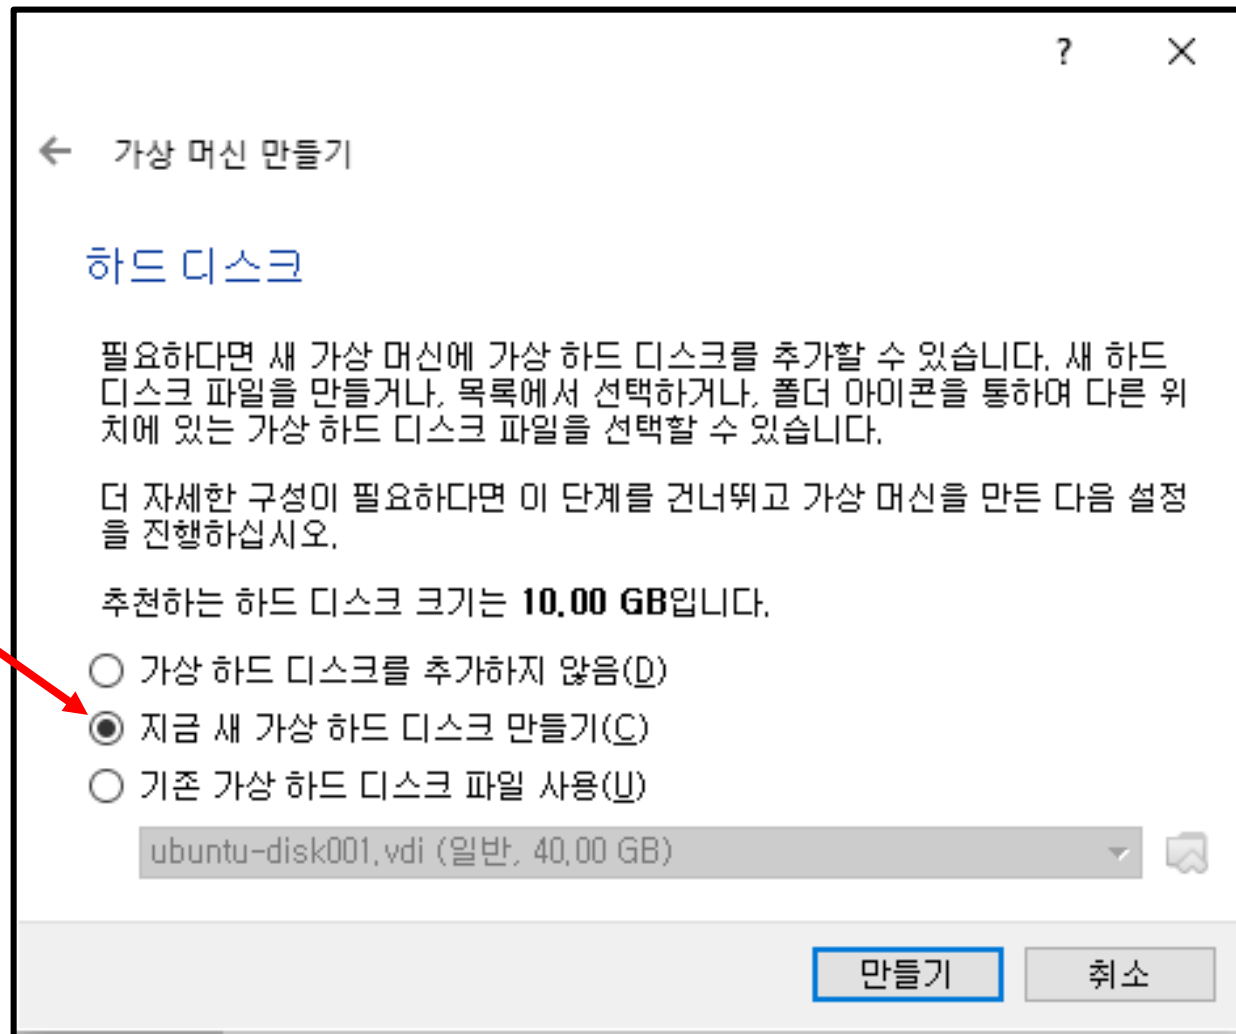 ?
가상 머신 만들기
하드 디스크
필요하다면 새 가상 머신에 가상 하드 디스크를 추가할 수 있습니다. 새 하드
디스크 파일을 만들거나, 목록에서 선택하거나, 폴더 아이콘을 통하여 다른 위
치에 있는 가상 하드 디스크 파일을 선택할 수 있습니다.
더 자세한 구성이 필요하다면 이 단계를 건너뛰고 가상 머신을 만든 다음 설정
을 진행하십시오.
추천하는 하드 디스크 크기는 10.00 GB입니다.
가상 하드 디스크를 추가하지 않음(D)
지금 새 가상 하드 디스크 만들기(C)
기존 가상 하드 디스크 파일 사용(U)
ubuntu-disk001.vdi (일반, 40.00 GB)
만들기 취소